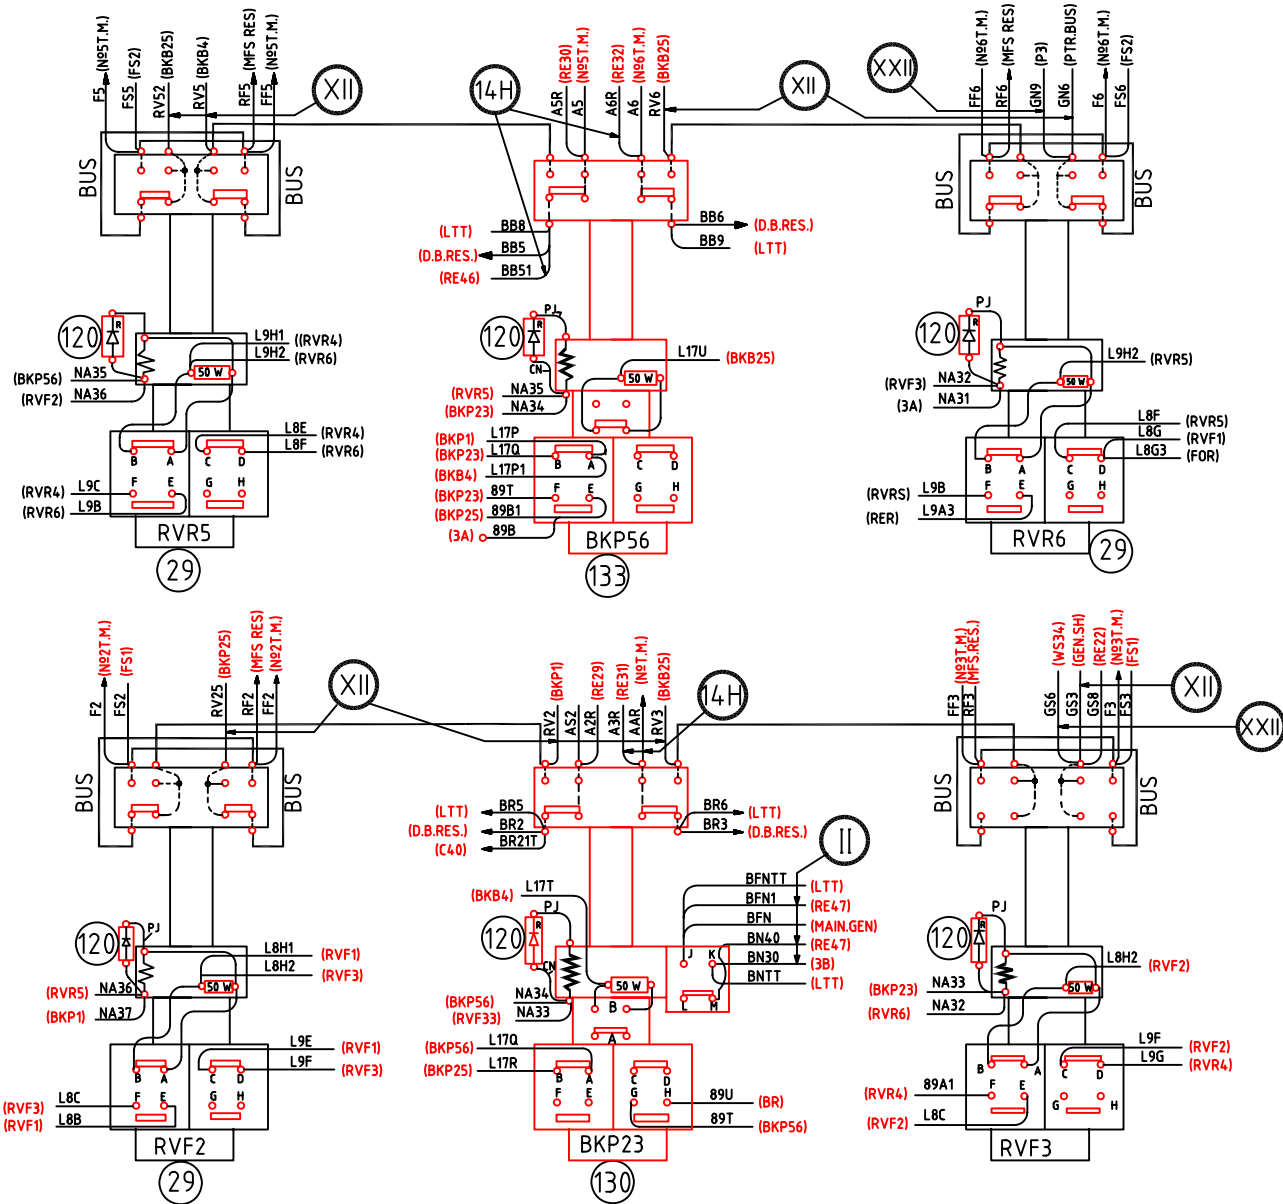 F5 (Nº5T.M.)
FS5 (FS2)
RV52 (BKB25)
RV5 (BKB4)
RF5 (MFS RES)
FF5 (Nº5T.M.)
XII
14H
A5R (RE30)
A5 (Nº5T.M.)
A6R (RE32)
A6 (Nº6T.M.)
RV6 (BKB25)
XII
XXII
FF6 (Nº6T.M.)
RF6 (MFS RES)
GN9 (P3)
GN6 (PTR.BUS)
F6 (Nº6T.M.)
FS6 (FS2)
BUS
BUS
BUS
BUS
(LTT) BB8
(D.B.RES.) BB5
(RE46) BB51
BB6 (D.B.RES.)
BB9 (LTT)
120
R
L9H1 ((RVR4)
L9H2 (RVR6)
50 W
(BKP56) NA35
(RVF2) NA36
L8E (RVR4)
L8F (RVR6)
B A C D
F E G H
(RVR4) L9C
(RVR6) L9B
RVR5
29
120
PJ
R
CN
L17U (BKB25)
50 W
(RVR5) NA35
(BKP23) NA34
(BKP1) L17P
(BKP23) L17Q
(BKB4) L17P1
(BKP23) 89T
(BKP25) 89B1
(3A) 89B
B A C D
F E G H
BKP56
133
120
PJ
R
L9H2 (RVR5)
50 W
(RVF3) NA32
(3A) NA31
L8F (RVR5)
L8G (RVF1)
L8G3 (FOR)
B A C D
F E G H
(RVRS) L9B
(RER) L9A3
RVR6
29
F2 (Nº2T.M.)
FS2 (FS1)
RV25 (BKP25)
RF2 (MFS RES)
FF2 (Nº2T.M.)
XII
RV2 (BKP1)
AS2
A2R (RE29)
A3R (RE31)
AAR (NºT.M.)
RV3 (BKB25)
14H
FF3 (Nº3T.M.)
RF3 (MFS.RES.)
GS6 (WS34)
GS3 (GEN.SH)
GS8 (RE22)
F3 (Nº3T.M.)
FS3 (FS1)
XII
XXII
BUS
BUS
BUS
BUS
(LTT) BR5
(D.B.RES.) BR2
(C40) BR21T
BR6 (LTT)
BR3 (D.B.RES.)
II
120
PJ
R
L8H1 (RVF1)
L8H2 (RVF3)
50 W
(RVR5) NA36
(BKP1) NA37
L9E (RVF1)
L9F (RVF3)
B A C D
F E G H
(RVF3) L8C
(RVF1) L8B
RVF2
29
(BKB4) L17T
BFNTT (LTT)
BFN1 (RE47)
BFN (MAIN.GEN)
BN40 (RE47)
BN30 (3B)
BNTT (LTT)
120
PJ
R
CN
J K
L M
50 W
B
A
(BKP56) NA34
(RVF33) NA33
(BKP56) L17Q
(BKP25) L17R
B A C D
F E G H
89U (BR)
89T (BKP56)
BKP23
130
120
PJ
R
L8H2 (RVF2)
50 W
(BKP23) NA33
(RVR6) NA32
L9F (RVF2)
L9G (RVR4)
B A C D
F E G H
(RVR4) 89A1
(RVF2) L8C
RVF3